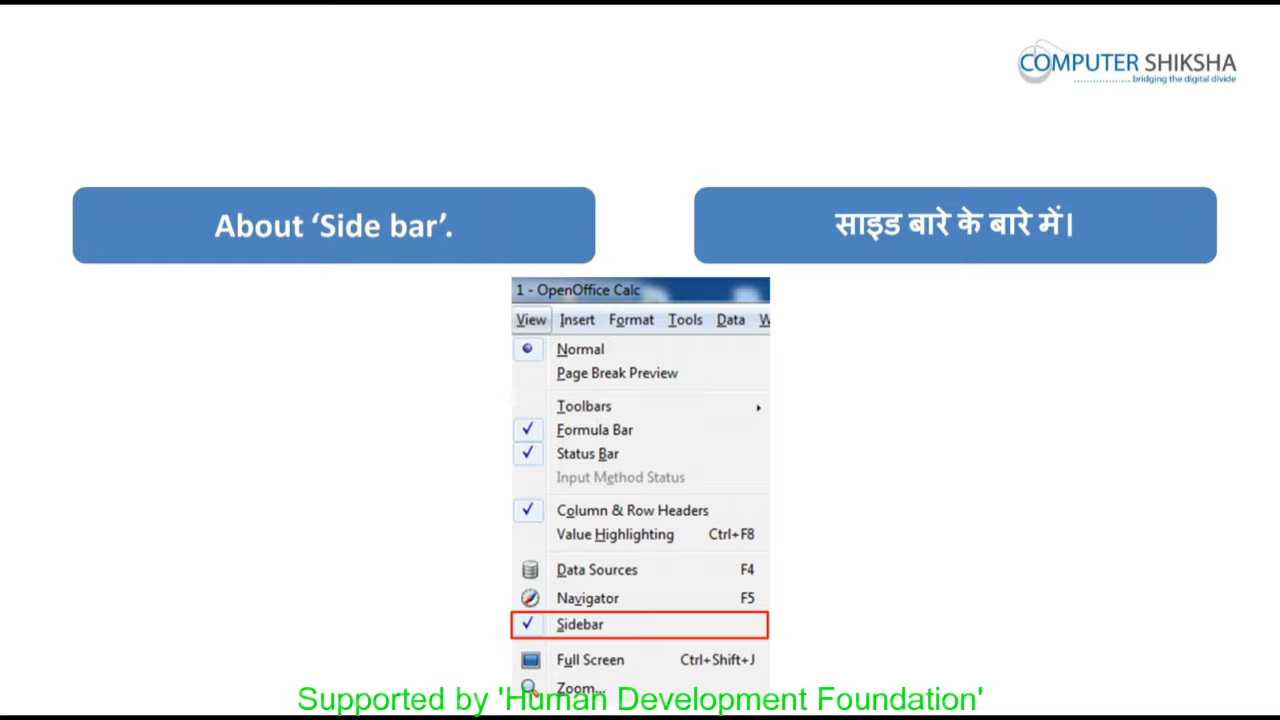 COMPUTER SHIKSHA
bridging the digital divide
About ‘Side bar’.
साइड बारे के बारे में।
1 - OpenOffice Calc
View Insert Format Tools Data W
Normal
Page Break Preview
Toolbars
Formula Bar
Status Bar
Input Method Status
Column & Row Headers
Value Highlighting Ctrl+F8
Data Sources F4
Navigator F5
Sidebar
Full Screen Ctrl+Shift+J
Zoom...
Supported by 'Human Development Foundation'